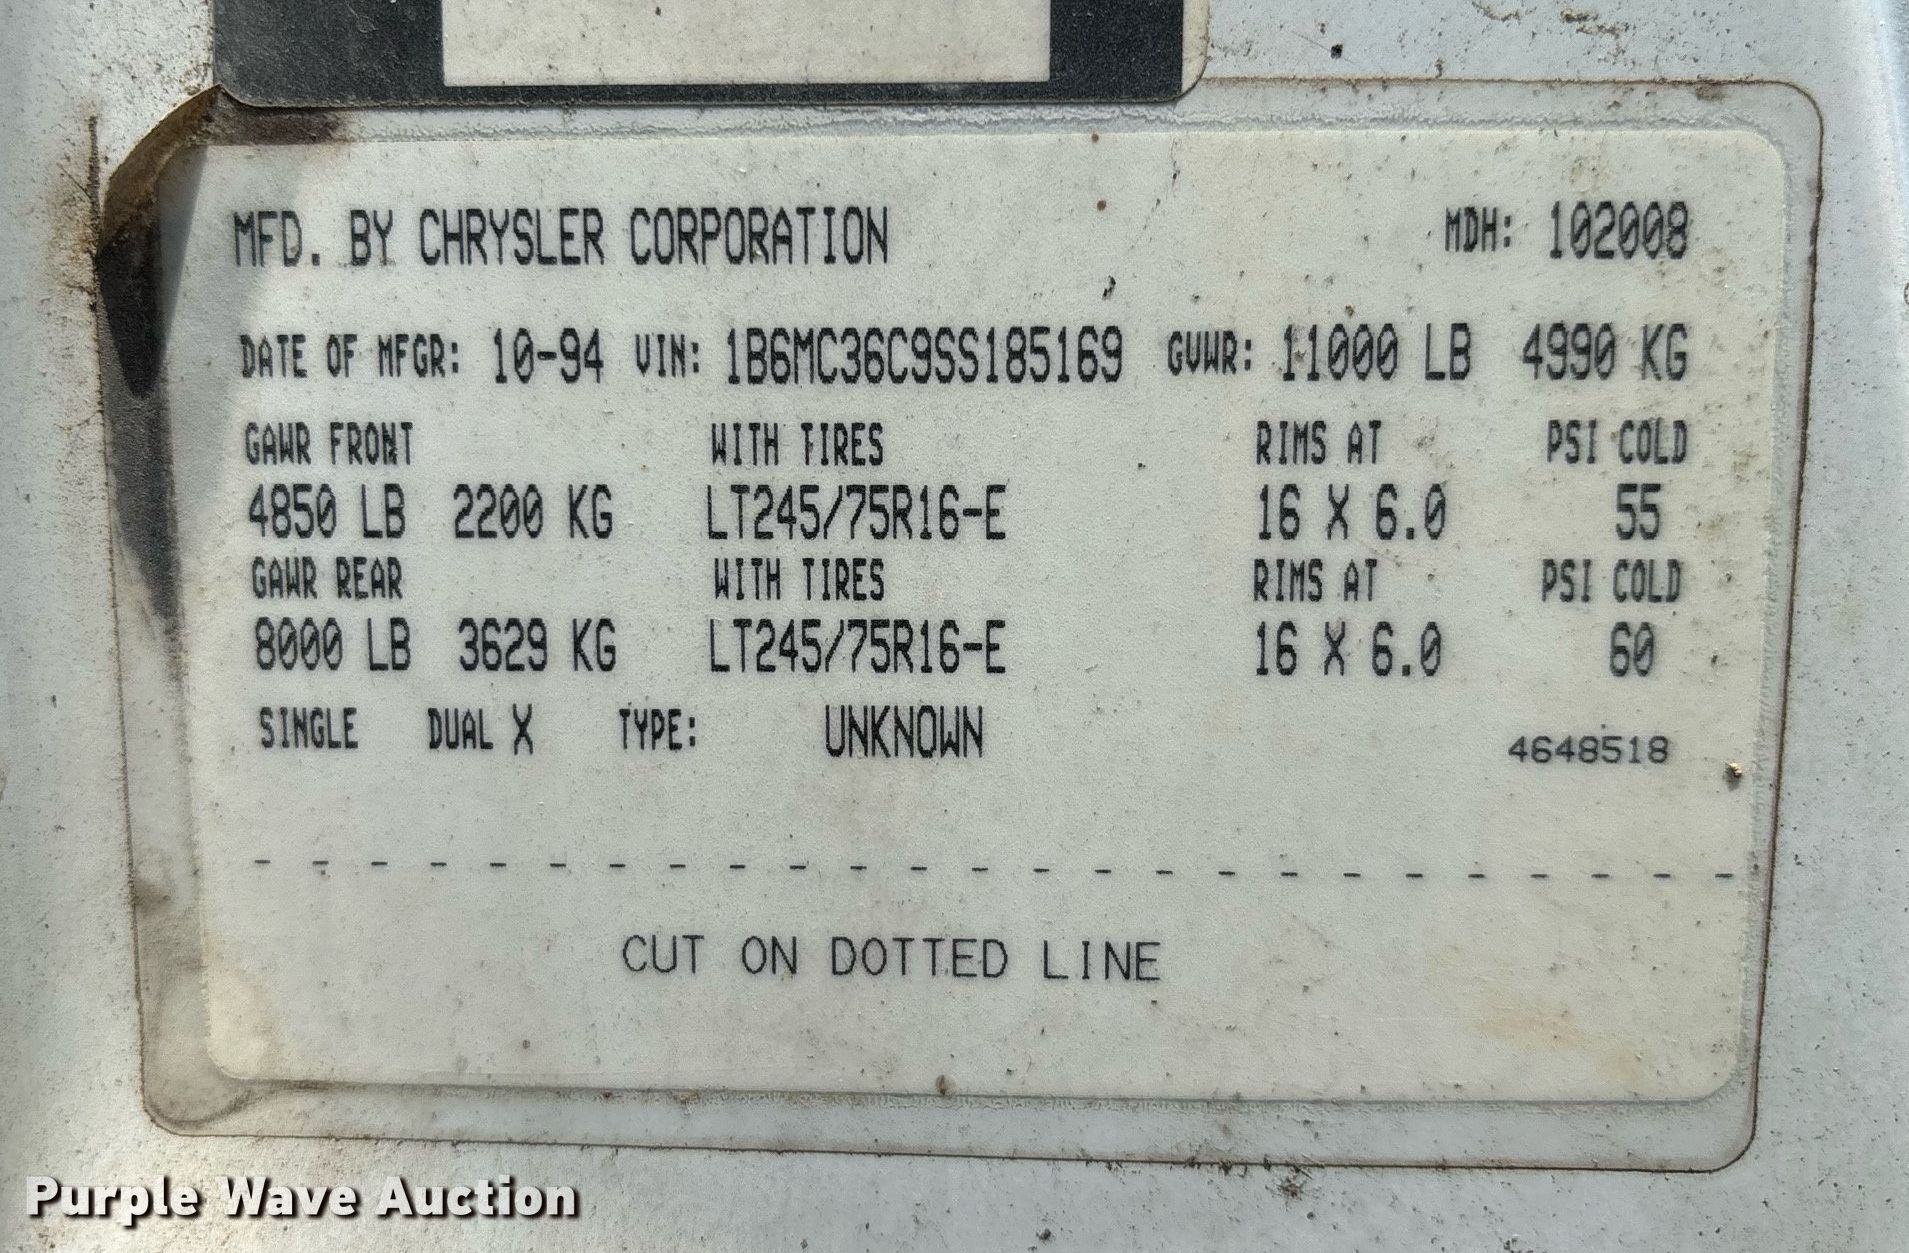 MFD. BY CHRYSLER CORPORATION MDH: 102008
DATE OF MFGR: 10-94 VIN: 1B6MC36C9SS185169 GVWR: 11000 LB 4990 KG
GAWR FRONT WITH TIRES RIMS AT PSI COLD
4850 LB 2200 KG LT245/75R16-E 16 X 6.0 55
GAWR REAR WITH TIRES RIMS AT PSI COLD
8000 LB 3629 KG LT245/75R16-E 16 X 6.0 60
SINGLE DUAL X TYPE: UNKNOWN 4648518
CUT ON DOTTED LINE
Purple Wave Auction